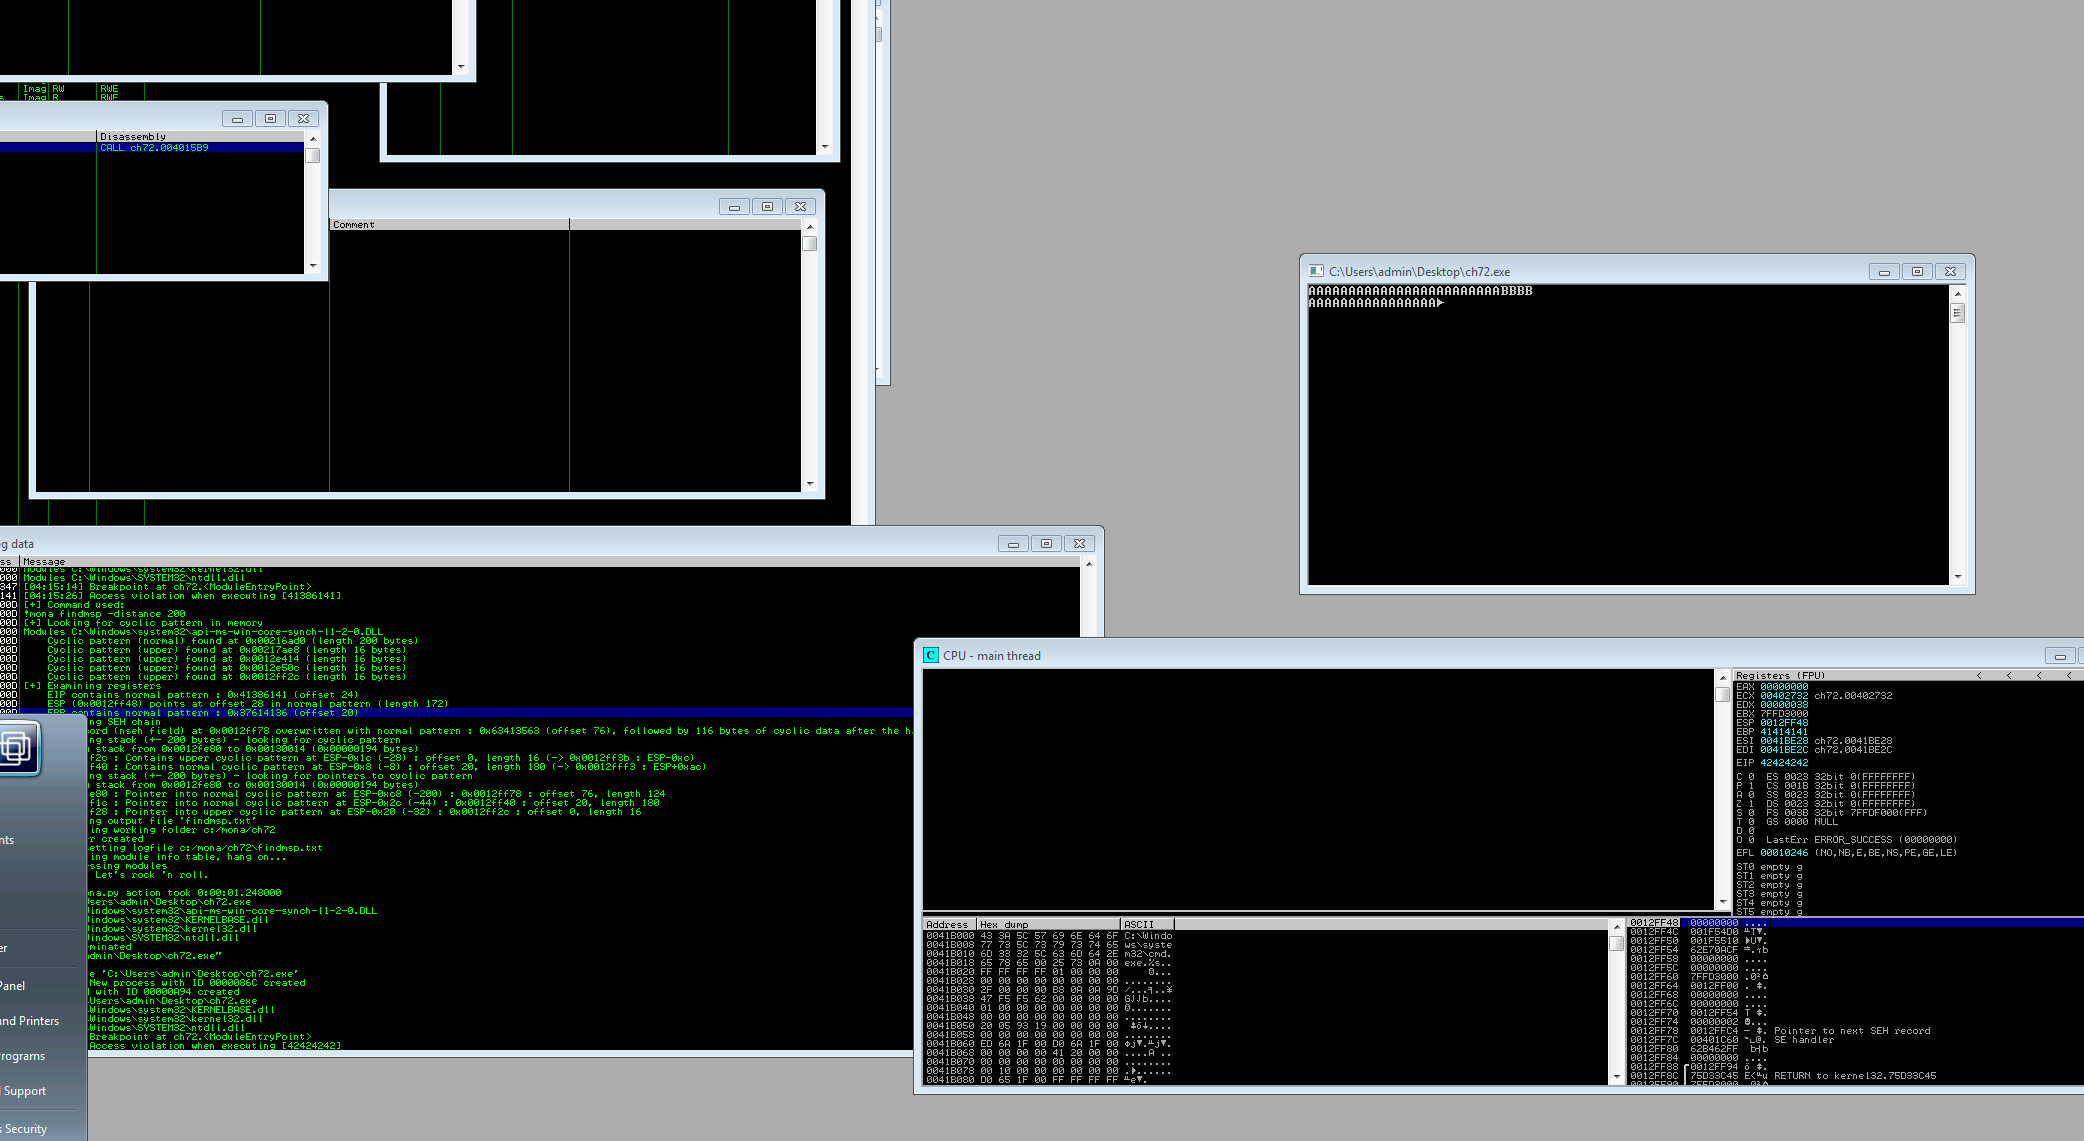 Imag RW RWE
Imag R RWE
Disassembly
CALL ch72.004015B9
Comment
C:\Users\admin\Desktop\ch72.exe
AAAAAAAAAAAAAAAAAAAAAAAABBBB
AAAAAAAAAAAAAAAA►
g data
ss Message
000 Modules C:\Windows\system32\kernel32.dll
000 Modules C:\Windows\SYSTEM32\ntdll.dll
347 [04:15:14] Breakpoint at ch72.<ModuleEntryPoint>
141 [04:15:26] Access violation when executing [41386141]
00D [+] Command used:
00D !mona findmsp -distance 200
00D [+] Looking for cyclic pattern in memory
000 Modules C:\Windows\system32\api-ms-win-core-synch-l1-2-0.DLL
00D Cyclic pattern (normal) found at 0x00216ad0 (length 200 bytes)
00D Cyclic pattern (upper) found at 0x00217ae8 (length 16 bytes)
00D Cyclic pattern (upper) found at 0x0012e414 (length 16 bytes)
00D Cyclic pattern (upper) found at 0x0012e50c (length 16 bytes)
00D Cyclic pattern (upper) found at 0x0012ff2c (length 16 bytes)
00D [+] Examining registers
00D EIP contains normal pattern : 0x41386141 (offset 24)
00D ESP (0x0012ff48) points at offset 28 in normal pattern (length 172)
00D EBP contains normal pattern : 0x37614136 (offset 20)
ng SEH chain
ord (nseh field) at 0x0012ff78 overwritten with normal pattern : 0x63413563 (offset 76), followed by 116 bytes of cyclic data after the h
ng stack (+- 200 bytes) - looking for cyclic pattern
stack from 0x0012fe80 to 0x00130014 (0x00000194 bytes)
f2c : Contains upper cyclic pattern at ESP-0x1c (-28) : offset 0, length 16 (-> 0x0012ff3b : ESP-0xc)
f40 : Contains normal cyclic pattern at ESP-0x8 (-8) : offset 20, length 180 (-> 0x0012fff3 : ESP+0xac)
ng stack (+- 200 bytes) - looking for pointers to cyclic pattern
stack from 0x0012fe80 to 0x00130014 (0x00000194 bytes)
e80 : Pointer into normal cyclic pattern at ESP-0xc8 (-200) : 0x0012ff78 : offset 76, length 124
f1c : Pointer into normal cyclic pattern at ESP-0x2c (-44) : 0x0012ff40 : offset 20, length 180
f28 : Pointer into upper cyclic pattern at ESP-0x20 (-32) : 0x0012ff2c : offset 0, length 16
ng output file 'findmsp.txt'
ing working folder c:/mona/ch72
r created
etting logfile c:/mona/ch72\findmsp.txt
ing module info table, hang on...
ssing modules
Let's rock 'n roll.
na.py action took 0:00:01.248000
sers\admin\Desktop\ch72.exe
indows\system32\api-ms-win-core-synch-l1-2-0.DLL
indows\system32\KERNELBASE.dll
indows\system32\kernel32.dll
indows\SYSTEM32\ntdll.dll
rminated
dmin\Desktop\ch72.exe"
e 'C:\Users\admin\Desktop\ch72.exe'
New process with ID 0000086C created
with ID 00000A94 created
sers\admin\Desktop\ch72.exe
indows\system32\KERNELBASE.dll
indows\system32\kernel32.dll
indows\SYSTEM32\ntdll.dll
Breakpoint at ch72.<ModuleEntryPoint>
Access violation when executing [42424242]
nts
er
Panel
and Printers
rograms
Support
s Security
C CPU - main thread
Registers (FPU) < < < <
EAX 00000000
ECX 00402732 ch72.00402732
EDX 00000038
EBX 7FFD3000
ESP 0012FF48
EBP 41414141
ESI 0041BE28 ch72.0041BE28
EDI 0041BE2C ch72.0041BE2C
EIP 42424242
C 0 ES 0023 32bit 0(FFFFFFFF)
P 1 CS 001B 32bit 0(FFFFFFFF)
A 0 SS 0023 32bit 0(FFFFFFFF)
Z 1 DS 0023 32bit 0(FFFFFFFF)
S 0 FS 003B 32bit 7FFDF000(FFF)
T 0 GS 0000 NULL
D 0
O 0 LastErr ERROR_SUCCESS (00000000)
EFL 00010246 (NO,NB,E,BE,NS,PE,GE,LE)
ST0 empty g
ST1 empty g
ST2 empty g
ST3 empty g
ST4 empty g
ST5 empty g
Address Hex dump ASCII
0041B000 43 3A 5C 57 69 6E 64 6F C:\Windo
0041B008 77 73 5C 73 79 73 74 65 ws\syste
0041B010 6D 33 32 5C 63 6D 64 2E m32\cmd.
0041B018 65 78 65 00 25 73 0A 00 exe.%s..
0041B020 FF FF FF FF 01 00 00 00
0041B028 00 00 00 00 00 00 00 00 ........
0041B030 2F 00 00 00 B8 0A 0A 9D
0041B038 47 F5 F5 62 00 00 00 00
0041B040 01 00 00 00 00 00 00 00
0041B048 00 00 00 00 00 00 00 00 ........
0041B050 20 05 93 19 00 00 00 00
0041B058 00 00 00 00 00 00 00 00 ........
0041B060 ED 6A 1F 00 D0 6A 1F 00
0041B068 00 00 00 00 41 20 00 00 ....A ..
0041B070 00 00 00 00 00 00 00 00 ........
0041B078 00 10 00 00 00 00 00 00 .►......
0041B080 D0 65 1F 00 FF FF FF FF
0012FF48 00000000 ....
0012FF4C 001F54D0
0012FF50 001F5510
0012FF54 62E70ACF
0012FF58 00000000 ....
0012FF5C 00000000 ....
0012FF60 7FFD3000
0012FF64 0012FF00
0012FF68 00000000 ....
0012FF6C 00000000 ....
0012FF70 0012FF54
0012FF74 00000002
0012FF78 0012FFC4 Pointer to next SEH record
0012FF7C 00401C60 SE handler
0012FF80 62B462FF
0012FF84 00000000 ....
0012FF88 0012FF94
0012FF8C 75D33C45 RETURN to kernel32.75D33C45